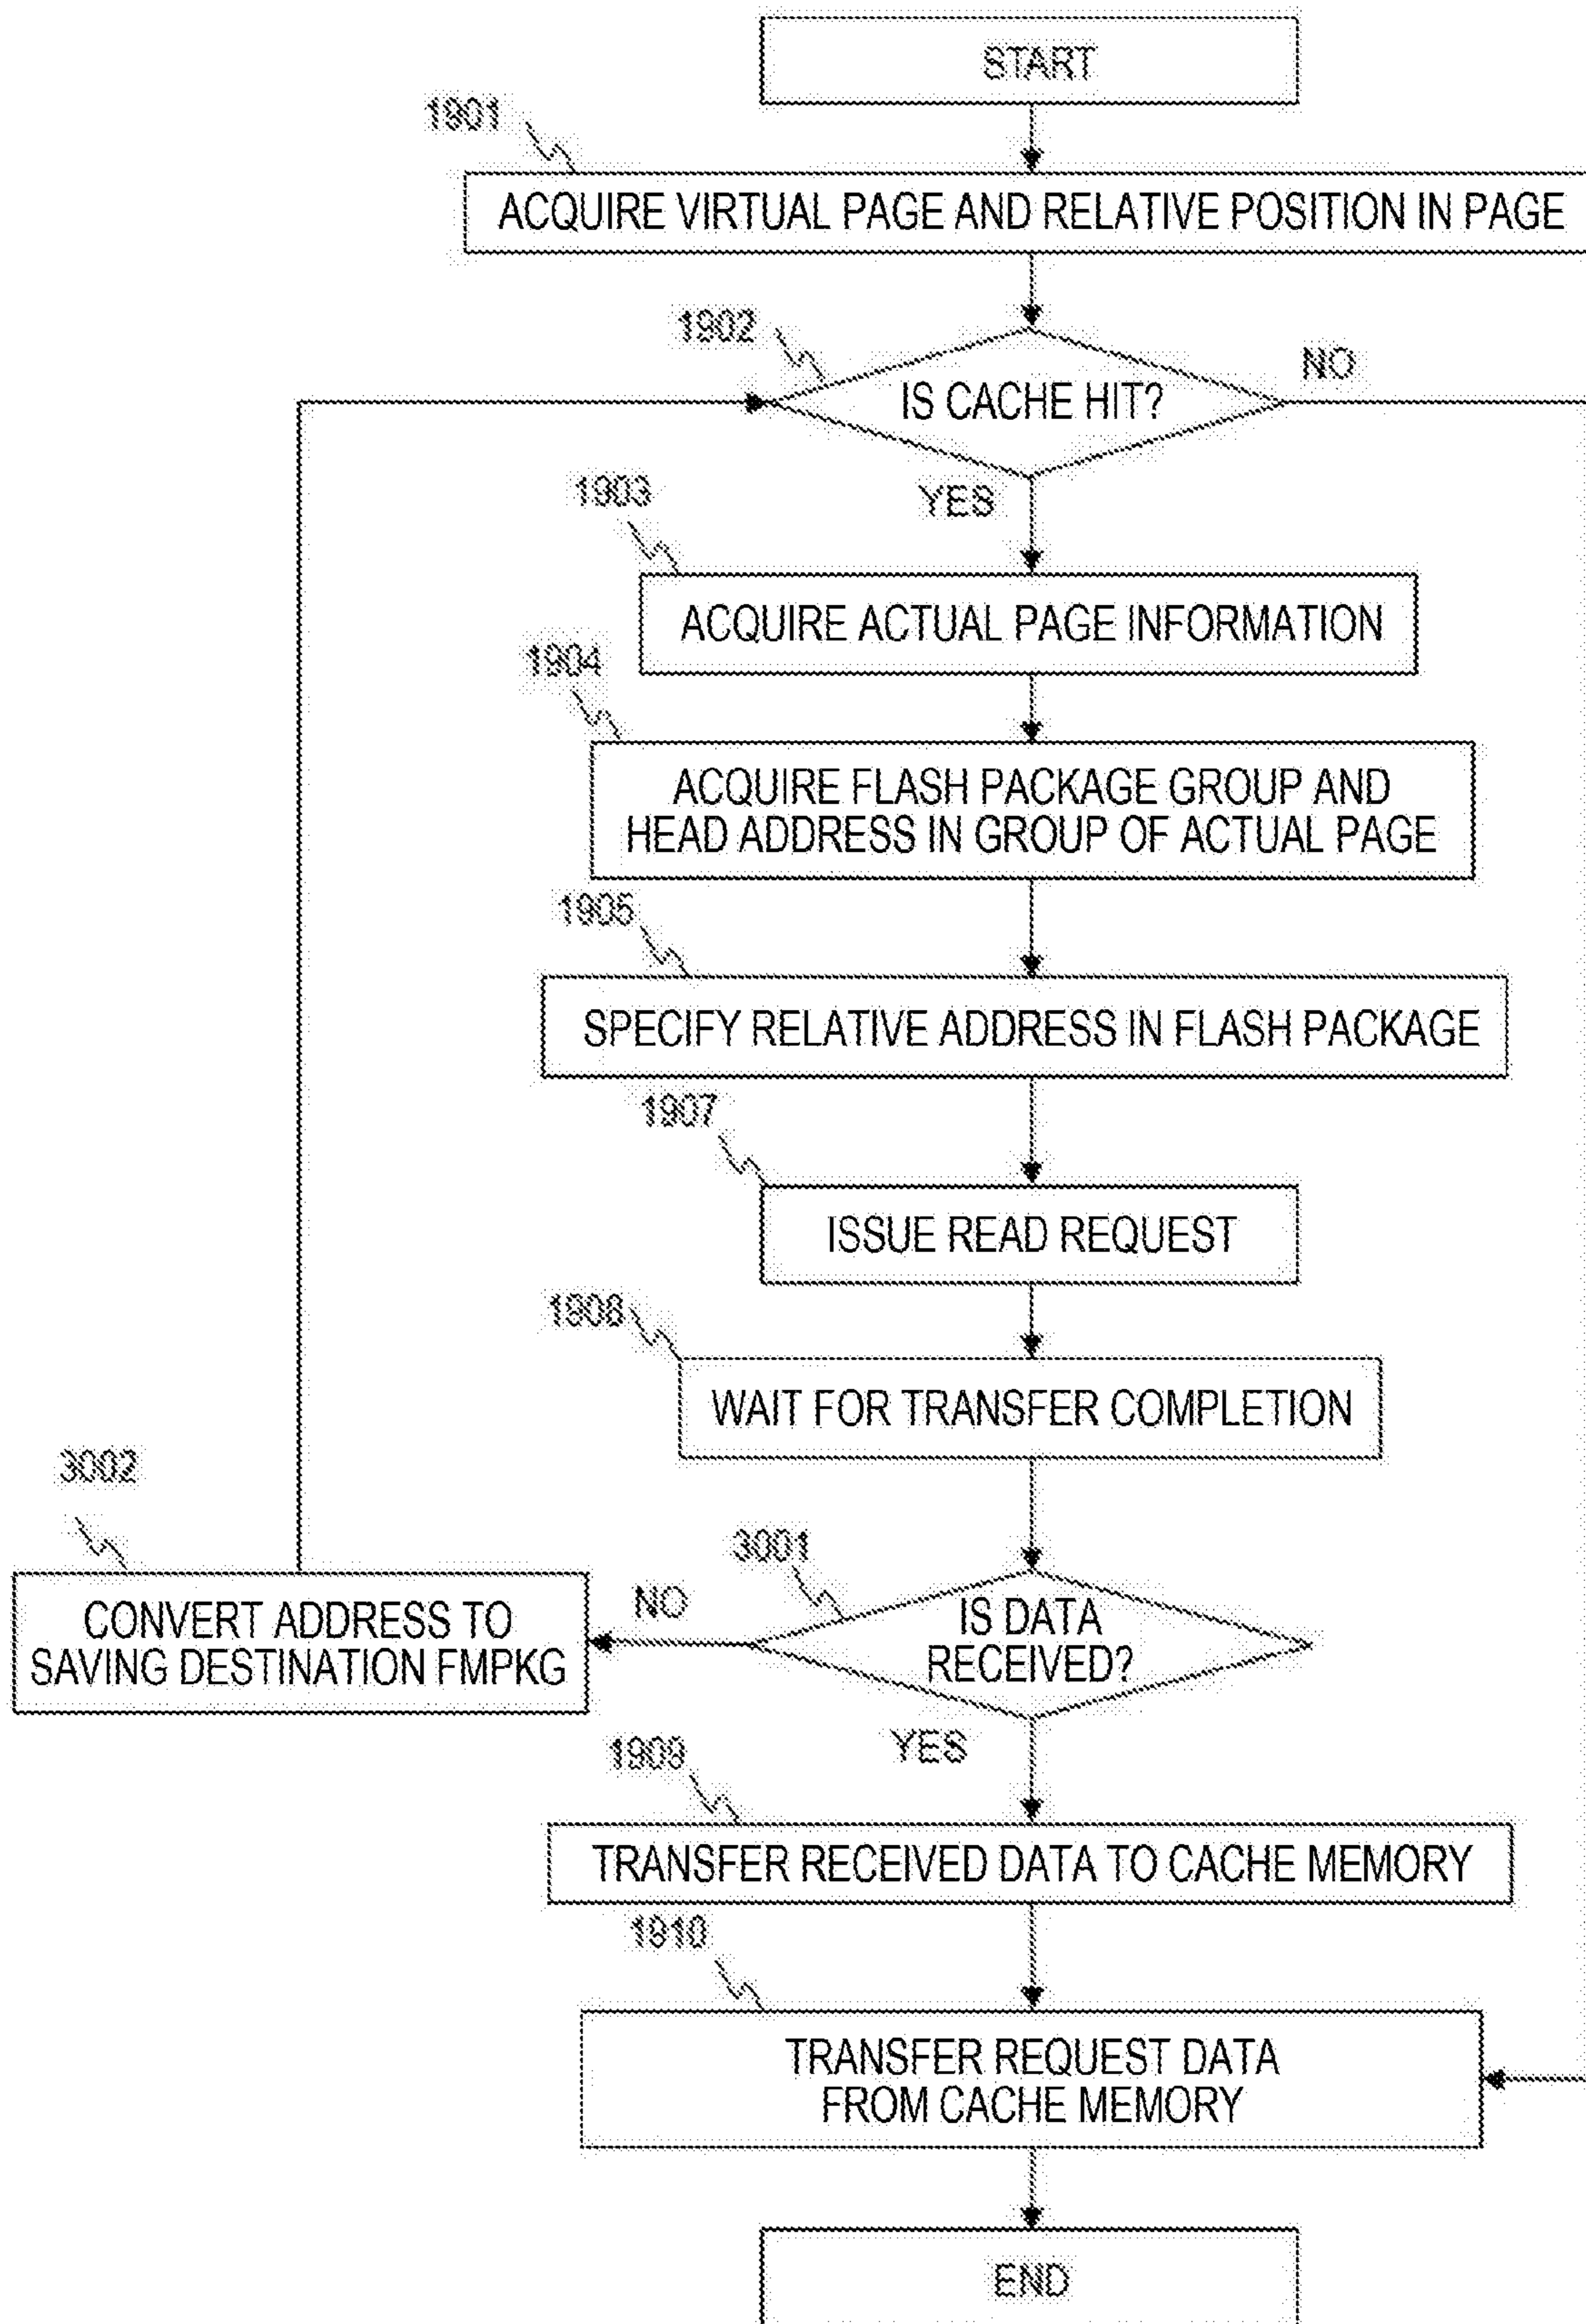 START
1901
ACQUIRE VIRTUAL PAGE AND RELATIVE POSITION IN PAGE
1902
IS CACHE HIT?
NO
YES
1903
ACQUIRE ACTUAL PAGE INFORMATION
1904
ACQUIRE FLASH PACKAGE GROUP AND
HEAD ADDRESS IN GROUP OF ACTUAL PAGE
1905
SPECIFY RELATIVE ADDRESS IN FLASH PACKAGE
1907
ISSUE READ REQUEST
1908
WAIT FOR TRANSFER COMPLETION
3002
CONVERT ADDRESS TO
SAVING DESTINATION FMPKG
NO
3001
IS DATA
RECEIVED?
YES
1909
TRANSFER RECEIVED DATA TO CACHE MEMORY
1910
TRANSFER REQUEST DATA
FROM CACHE MEMORY
END